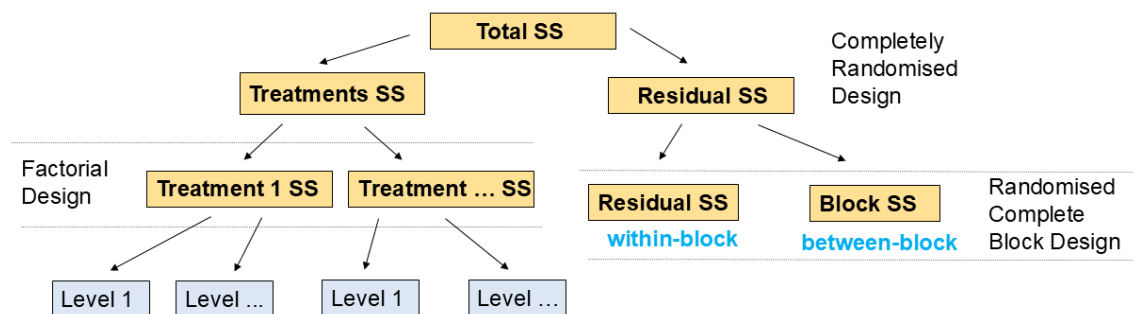 Total SS
Completely
Randomised
Design
Treatments SS
Residual SS
Factorial
Design
Treatment 1 SS
Treatment … SS
Residual SS
within-block
Block SS
between-block
Randomised
Complete
Block Design
Level 1
Level ...
Level 1
Level …